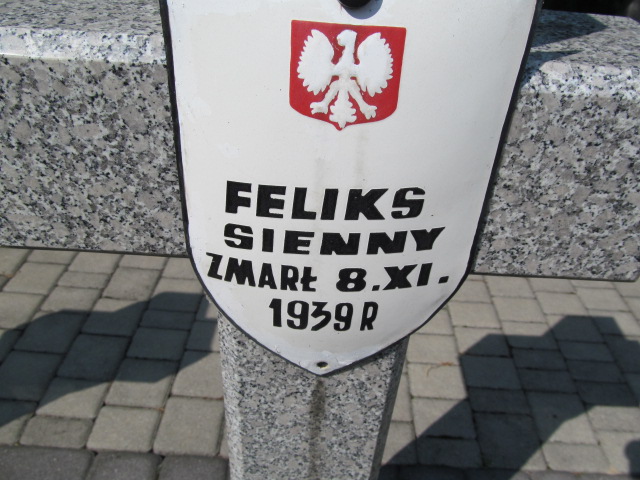 FELIKS
SIENNY
ZMARŁ 8.XI.
1939 R